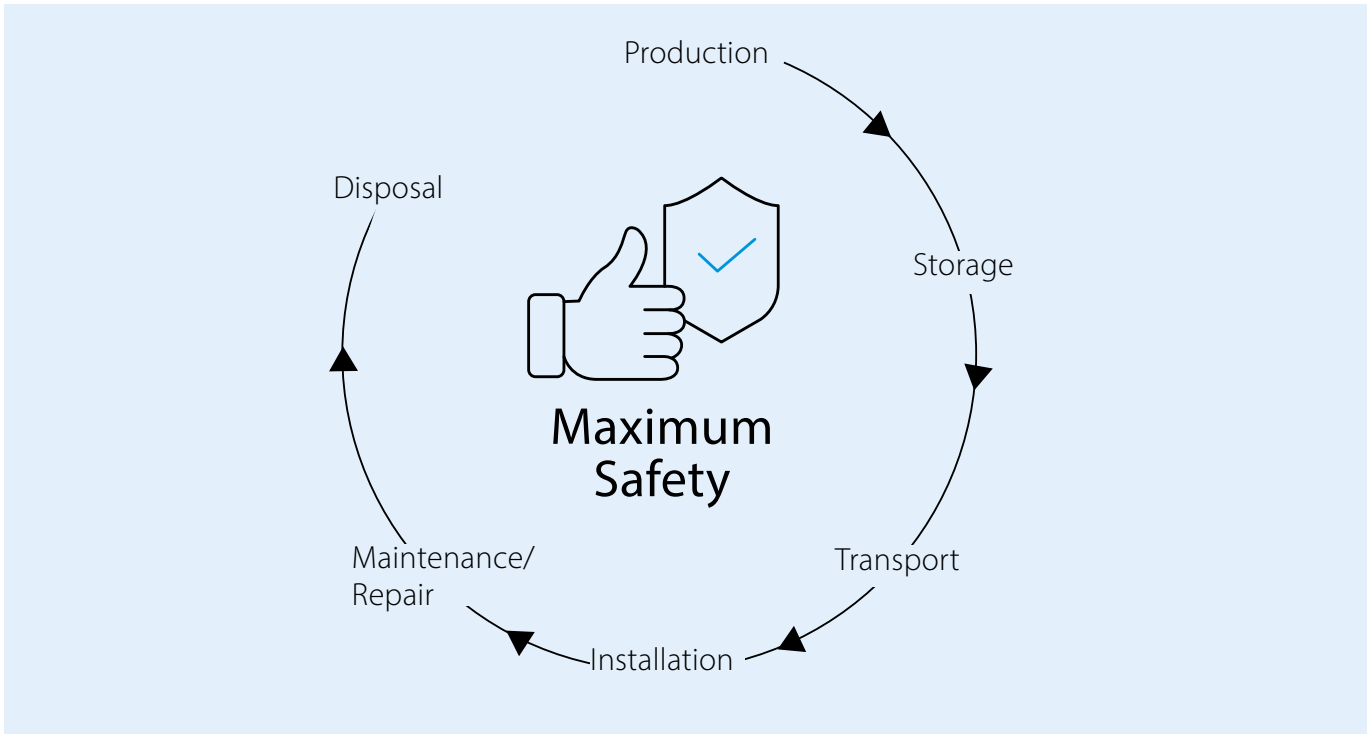 Production
Disposal
Storage
Maximum
Safety
Maintenance/
Repair
Transport
Installation